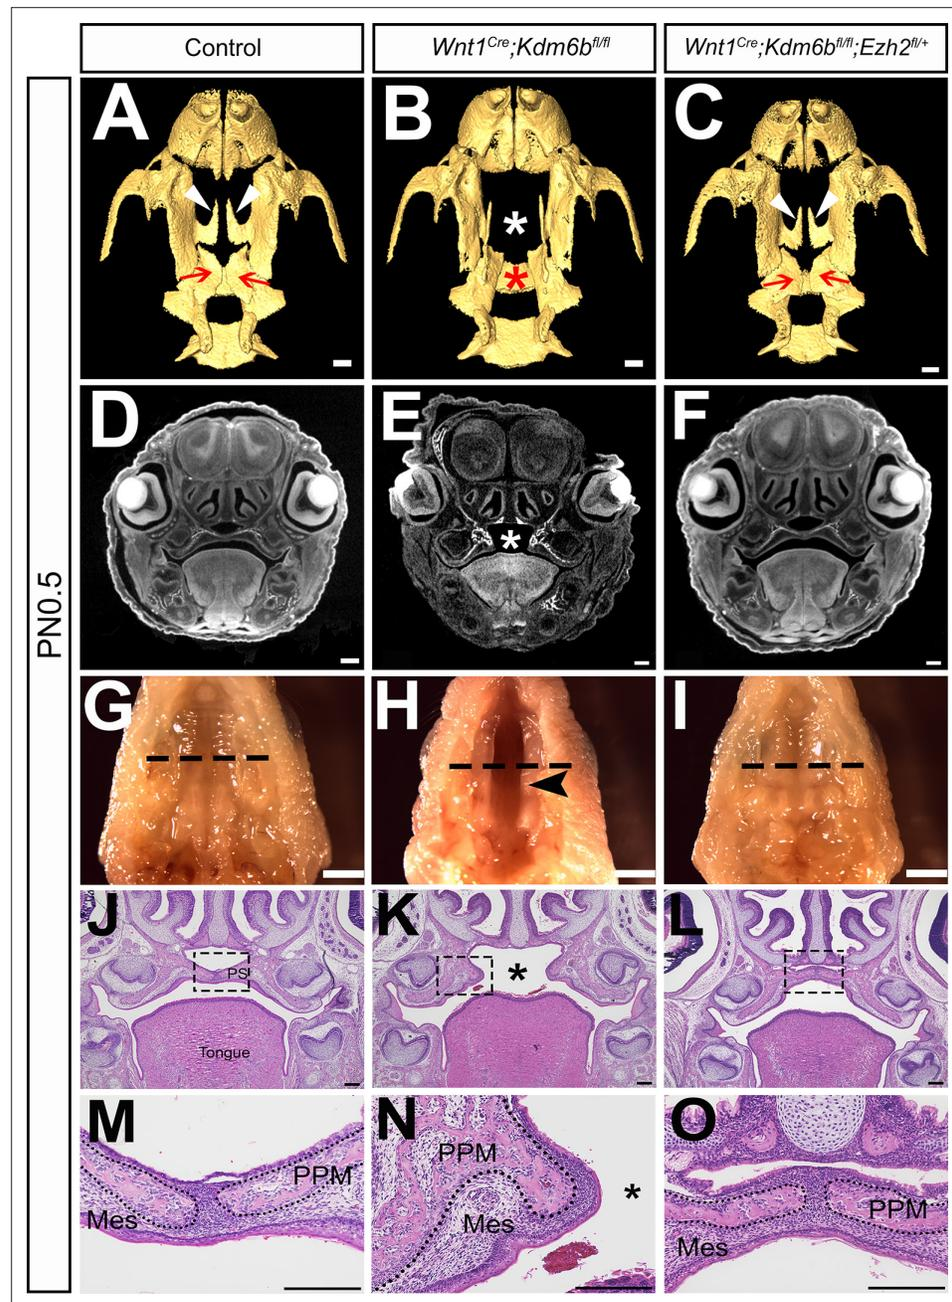 Control
Wnt1Cre;Kdm6bfl/fl
Wnt1Cre;Kdm6bfl/fl;Ezh2fl/+
PN0.5
A
B
C
*
*
D
E
F
*
G
H
I
J
K
L
PS
*
Tongue
M
N
O
PPM
PPM
PPM
Mes
Mes
Mes
*